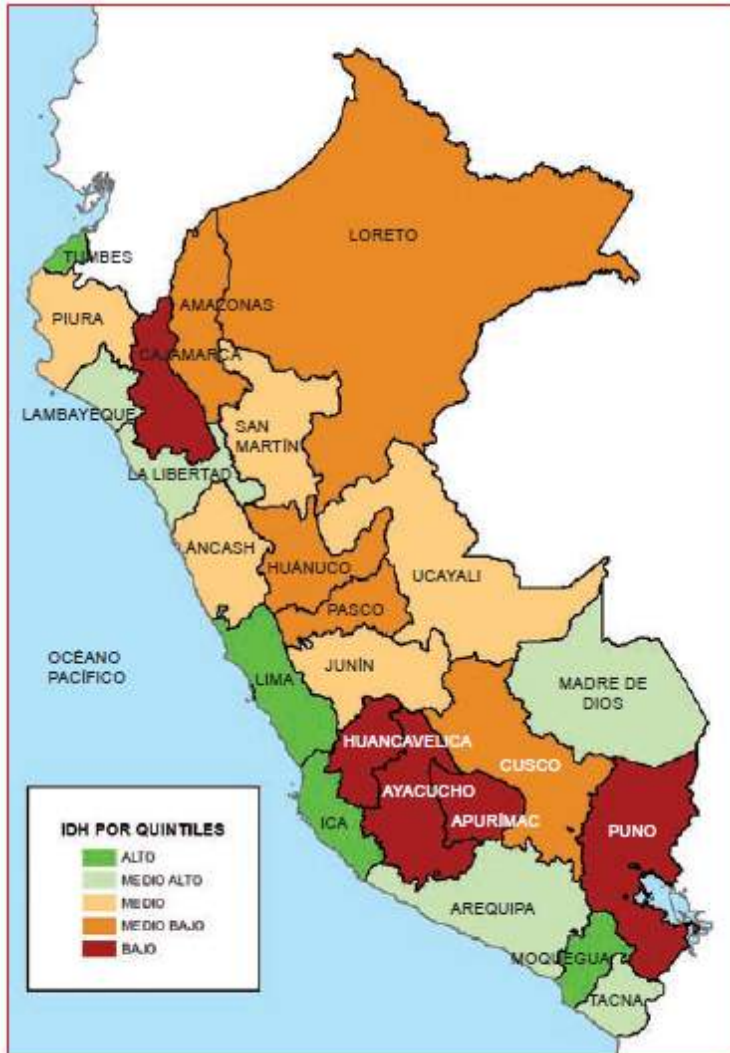 LORETO
TUMBES
AMAZONAS
PIURA
CAJAMARCA
LAMBAYEQUE
SAN
MARTÍN
LA LIBERTAD
ÁNCASH
HUÁNUCO
UCAYALI
PASCO
OCÉANO
PACÍFICO
JUNÍN
LIMA
MADRE DE
DIOS
HUANCAVELICA
CUSCO
AYACUCHO
APURÍMAC
ICA
PUNO
IDH POR QUINTILES
ALTO
MEDIO ALTO
MEDIO
MEDIO BAJO
BAJO
AREQUIPA
MOQUEGUA
TACNA